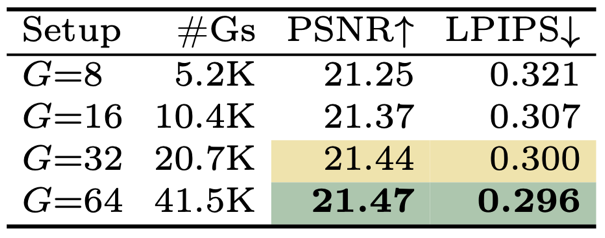 Setup #Gs PSNR↑ LPIPS↓
G=8 5.2K 21.25 0.321
G=16 10.4K 21.37 0.307
G=32 20.7K 21.44 0.300
G=64 41.5K 21.47 0.296